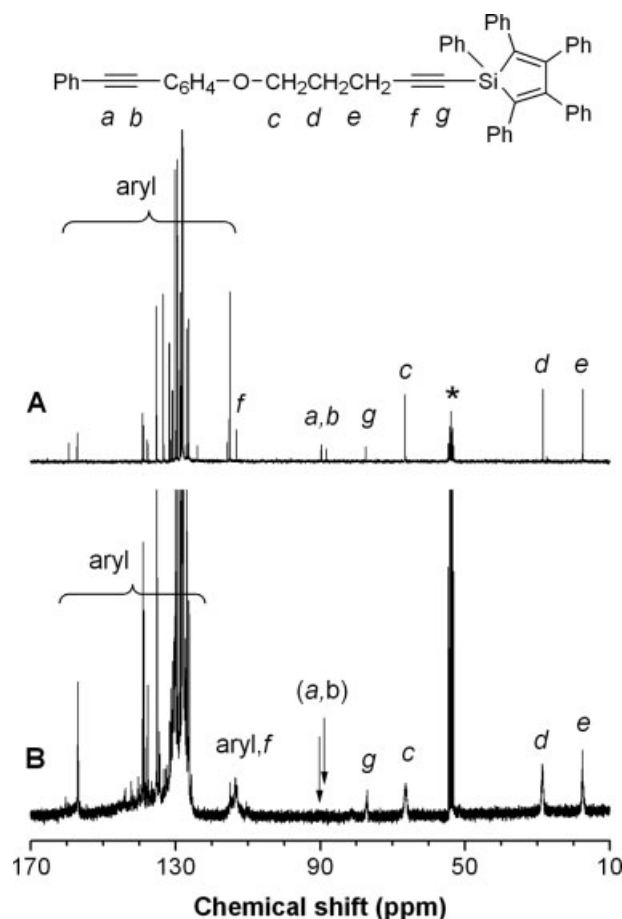 Ph Ph Ph
Ph C6H4–O–CH2CH2CH2 Si
a b c d e f g Ph Ph Ph
aryl
A f a,b g c * d e
aryl
(a,b)
B aryl,f g c d e
170 130 90 50 10
Chemical shift (ppm)